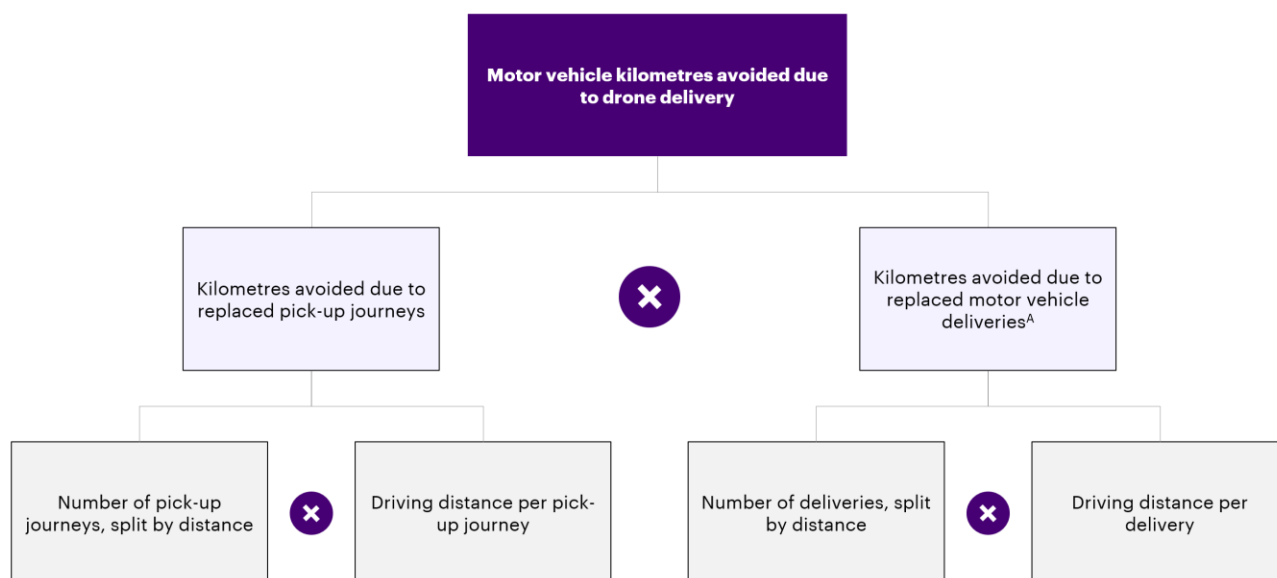 Motor vehicle kilometres avoided due
to drone delivery
Kilometres avoided due to
replaced pick-up journeys
Kilometres avoided due to
replaced motor vehicle
deliveriesᴬ
Number of pick-up
journeys, split by distance
Driving distance per pick-
up journey
Number of deliveries, split
by distance
Driving distance per
delivery